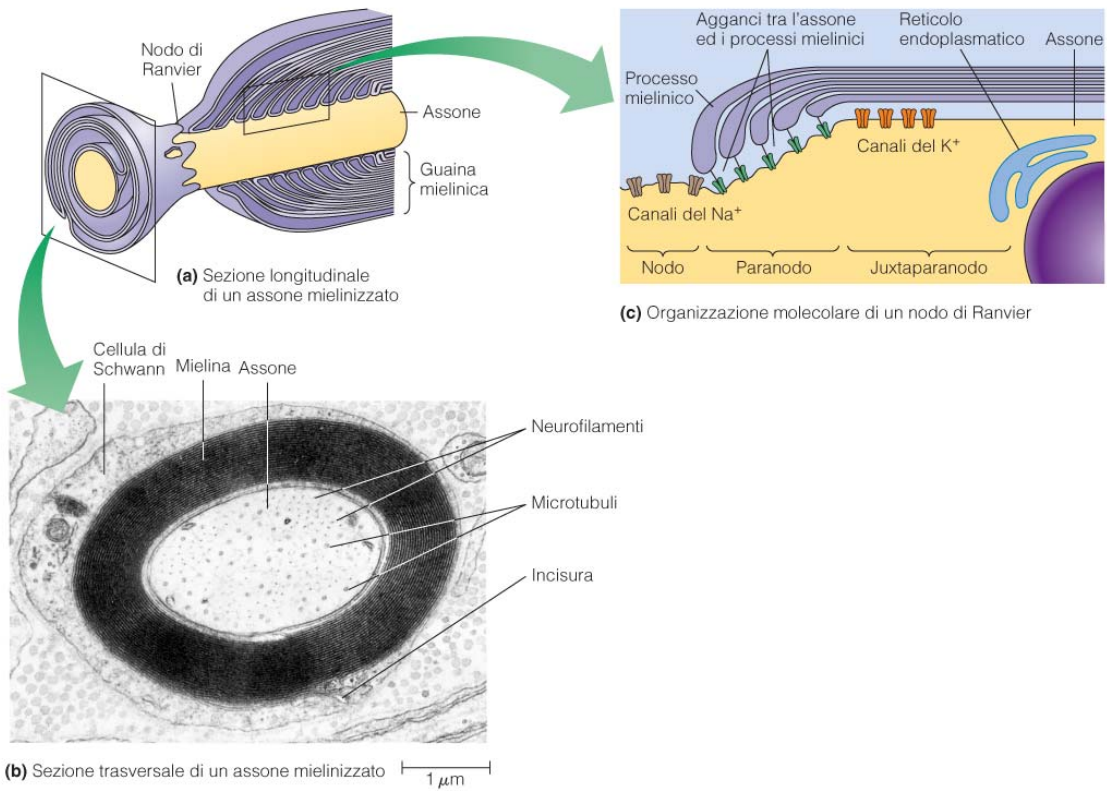 Nodo di
Ranvier
Assone
Guaina
mielinica
(a) Sezione longitudinale
di un assone mielinizzato
Agganci tra l'assone
ed i processi mielinici
Reticolo
endoplasmatico
Assone
Processo
mielinico
Canali del K⁺
Canali del Na⁺
Nodo
Paranodo
Juxtaparanodo
(c) Organizzazione molecolare di un nodo di Ranvier
Cellula di
Schwann
Mielina
Assone
Neurofilamenti
Microtubuli
Incisura
(b) Sezione trasversale di un assone mielinizzato
1 μm